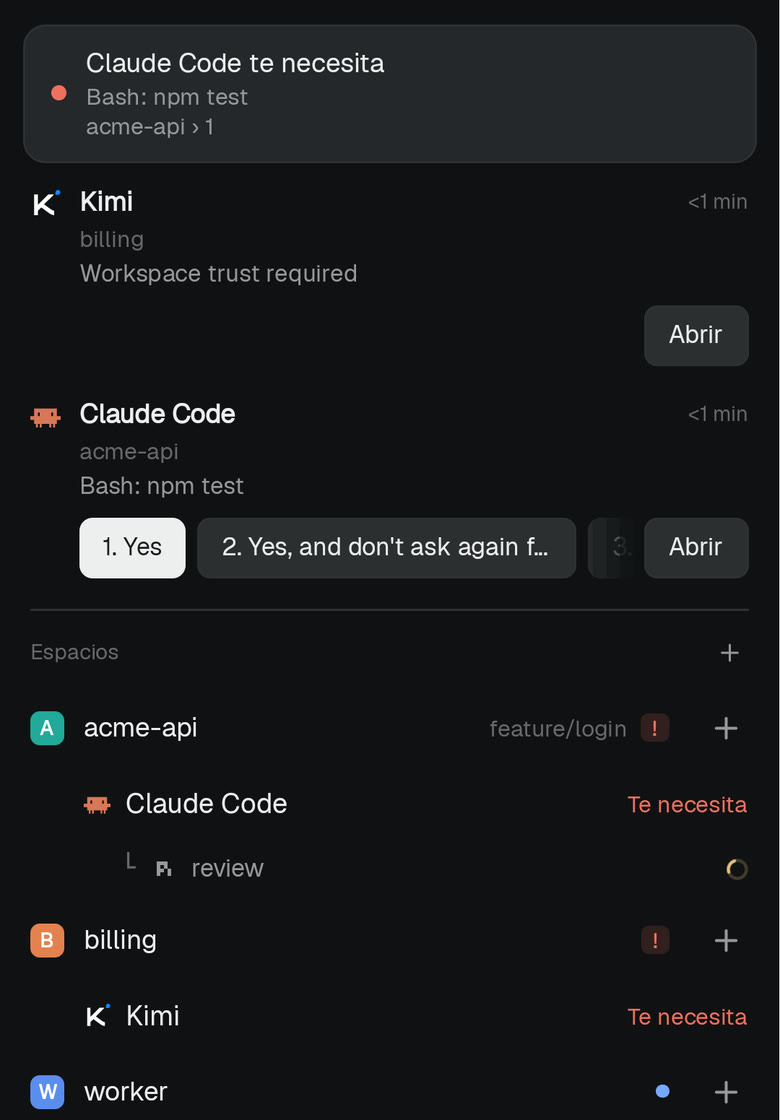 Claude Code te necesita
Bash: npm test
acme-api › 1
Kimi <1 min
billing
Workspace trust required
Abrir
Claude Code <1 min
acme-api
Bash: npm test
1. Yes 2. Yes, and don't ask again f... 3. Abrir
Espacios +
A acme-api feature/login ! +
Claude Code Te necesita
review
B billing ! +
Kimi Te necesita
W worker +